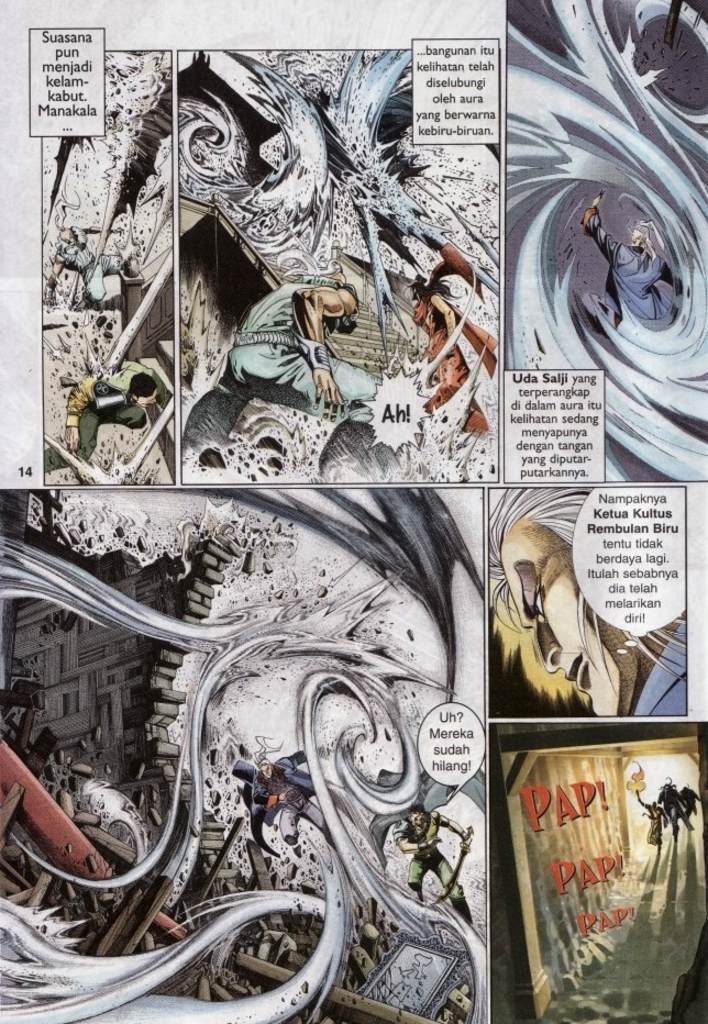 Suasana
pun
menjadi
kelam-
kabut.
Manakala
...
...bangunan itu
kelihatan telah
diselubungi
oleh aura
yang berwarna
kebiru-biruan.
Ah!
Uda Salji yang
terperangkap
di dalam aura itu
kelihatan sedang
menyapunya
dengan tangan
yang diputar-
putarkannya.
14
Uh?
Mereka
sudah
hilang!
Nampaknya
Ketua Kultus
Rembulan Biru
tentu tidak
berdaya lagi.
Itulah sebabnya
dia telah
melarikan
diri!
PAP!
PAP!
PAP!